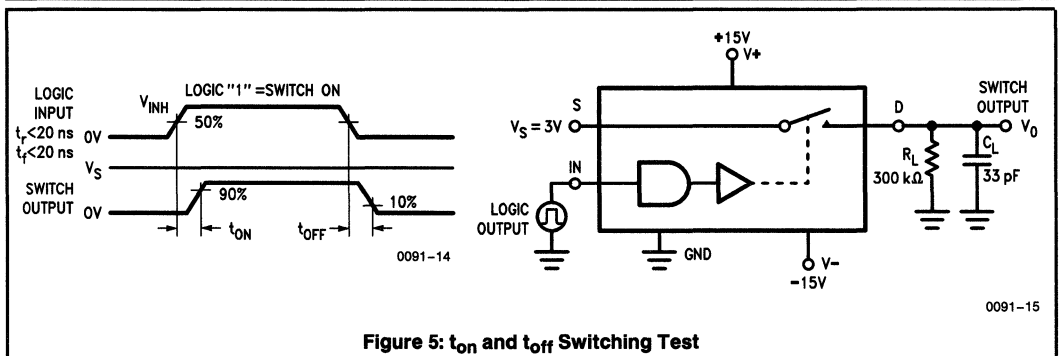 LOGIC "1" = SWITCH ON
LOGIC
INPUT
tr<20 ns
tf<20 ns
VINH
50%
0V
VS
SWITCH
OUTPUT
0V
90%
10%
tON
tOFF
0091-14
+15V
V+
S
VS = 3V
IN
LOGIC
OUTPUT
GND
V-
-15V
D
SWITCH
OUTPUT
VO
RL
300 kΩ
CL
33 pF
0091-15
Figure 5: ton and toff Switching Test